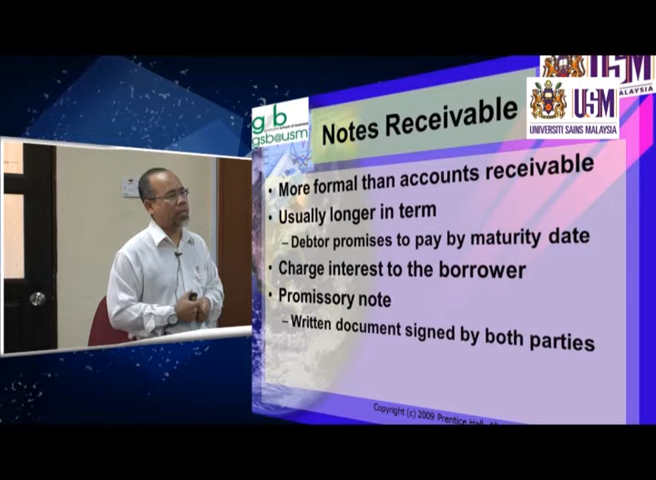 Notes Receivable
gsb
gsb@usm
USM
UNIVERSITI SAINS MALAYSIA
USM
ALAYSIA
• More formal than accounts receivable
• Usually longer in term
– Debtor promises to pay by maturity date
• Charge interest to the borrower
• Promissory note
– Written document signed by both parties
Copyright (c) 2009 Prentice Hall.